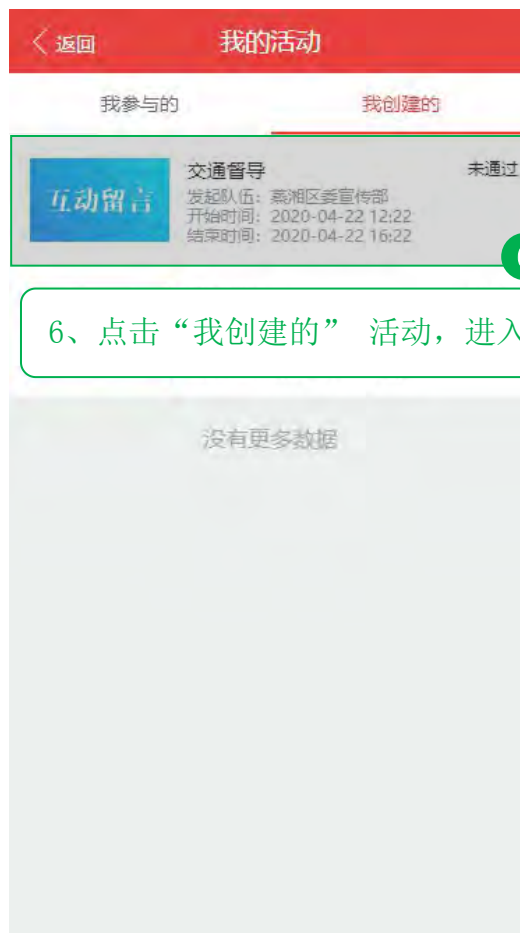 返回
我的活动
我参与的
我创建的
互动留言
交通督导
未通过
发起队伍：蒸湘区委宣传部
开始时间：2020-04-22 12:22
结束时间：2020-04-22 16:22
6、点击“我创建的” 活动，进入
没有更多数据